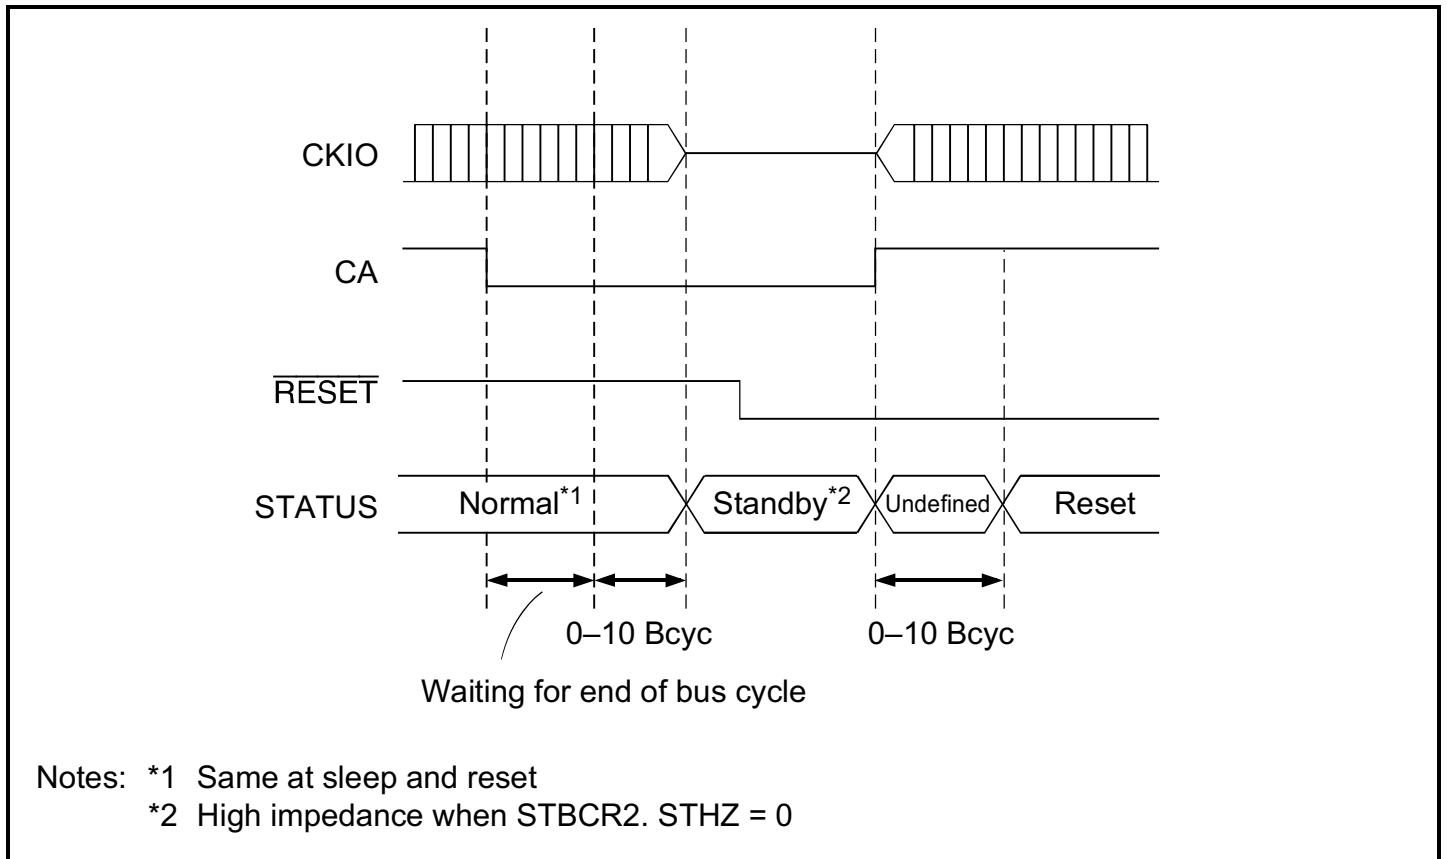 CKIO
CA
RESET
STATUS Normal*1 Standby*2 Undefined Reset
0–10 Bcyc 0–10 Bcyc
Waiting for end of bus cycle
Notes: *1 Same at sleep and reset
*2 High impedance when STBCR2. STHZ = 0